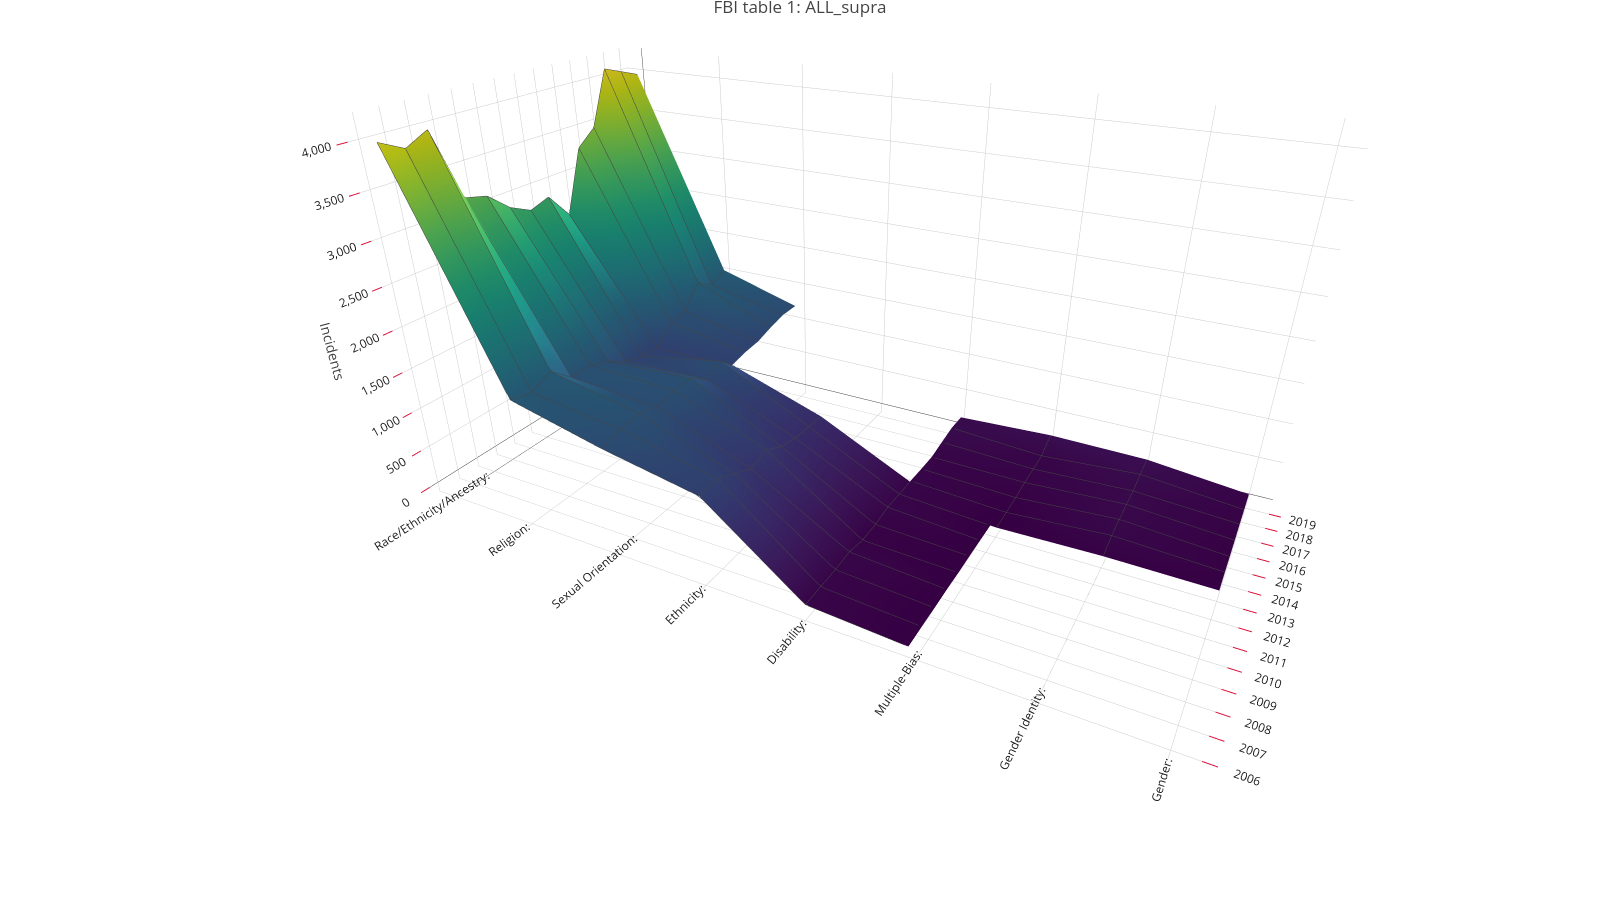 FBI table 1: ALL_supra
4,000
3,500
3,000
2,500
2,000
1,500
1,000
500
0
Incidents
Race/Ethnicity/Ancestry:
Religion:
Sexual Orientation:
Ethnicity:
Disability:
Multiple-Bias:
Gender Identity:
Gender:
2019
2018
2017
2016
2015
2014
2013
2012
2011
2010
2009
2008
2007
2006